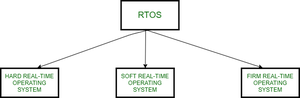 RTOS
HARD REAL-TIME
OPERATING
SYSTEM
SOFT REAL-TIME
OPERATING
SYSTEM
FIRM REAL-TIME
OPERATING
SYSTEM